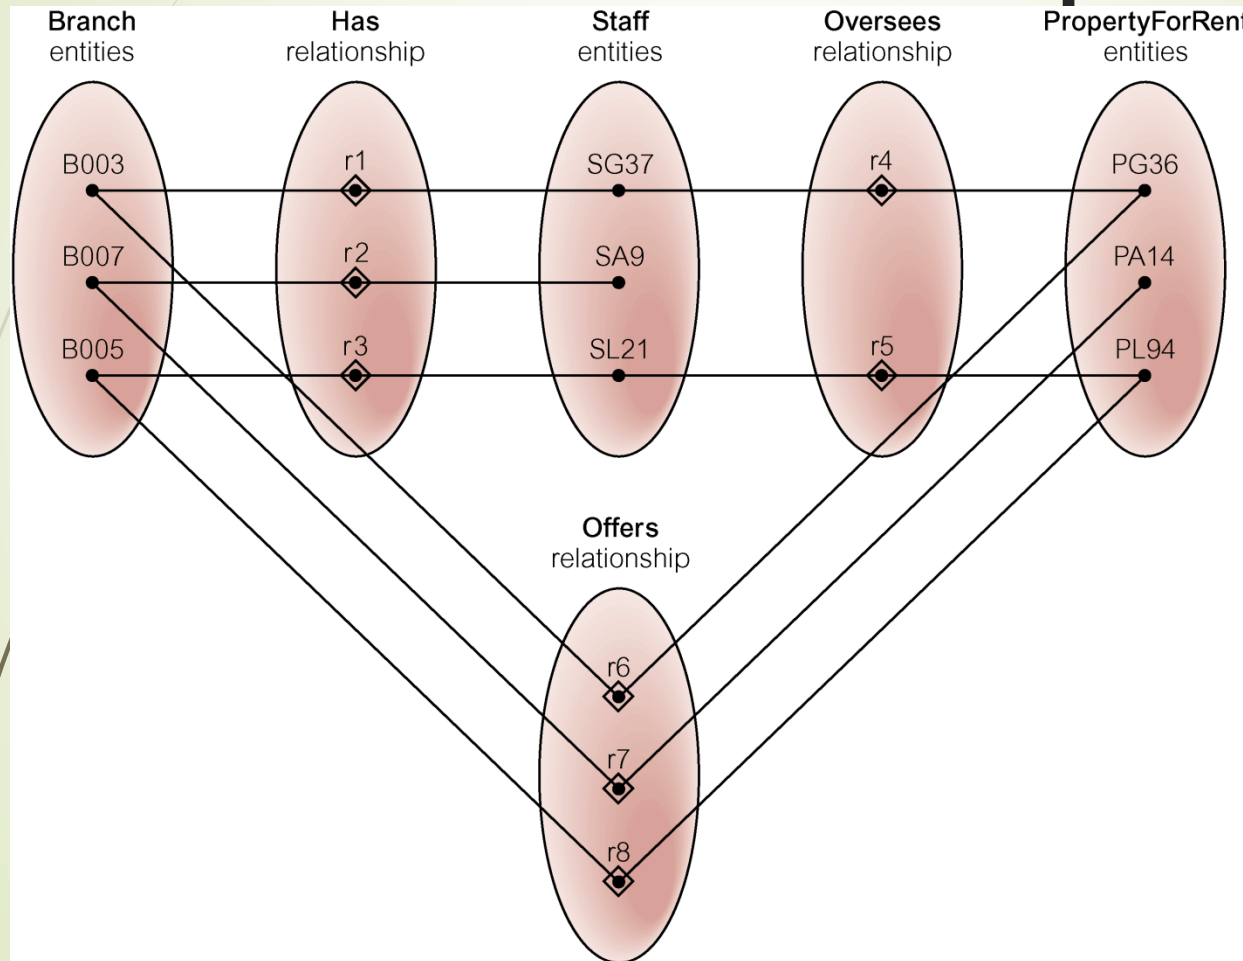 Branch
entities
Has
relationship
Staff
entities
Oversees
relationship
PropertyForRent
entities
B003
r1
SG37
r4
PG36
B007
r2
SA9
PA14
B005
r3
SL21
r5
PL94
Offers
relationship
r6
r7
r8